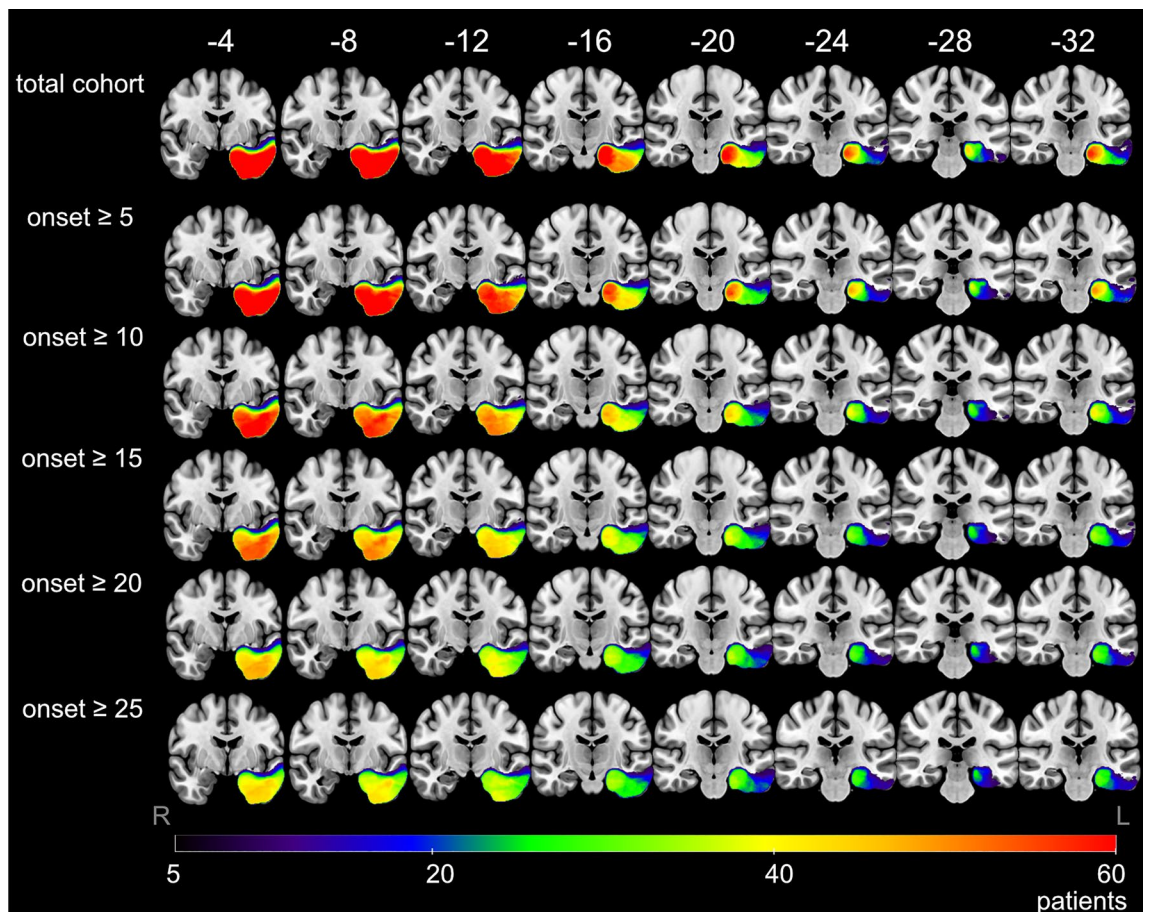 -4 -8 -12 -16 -20 -24 -28 -32
total cohort
onset ≥ 5
onset ≥ 10
onset ≥ 15
onset ≥ 20
onset ≥ 25
R L
5 20 40 60
patients